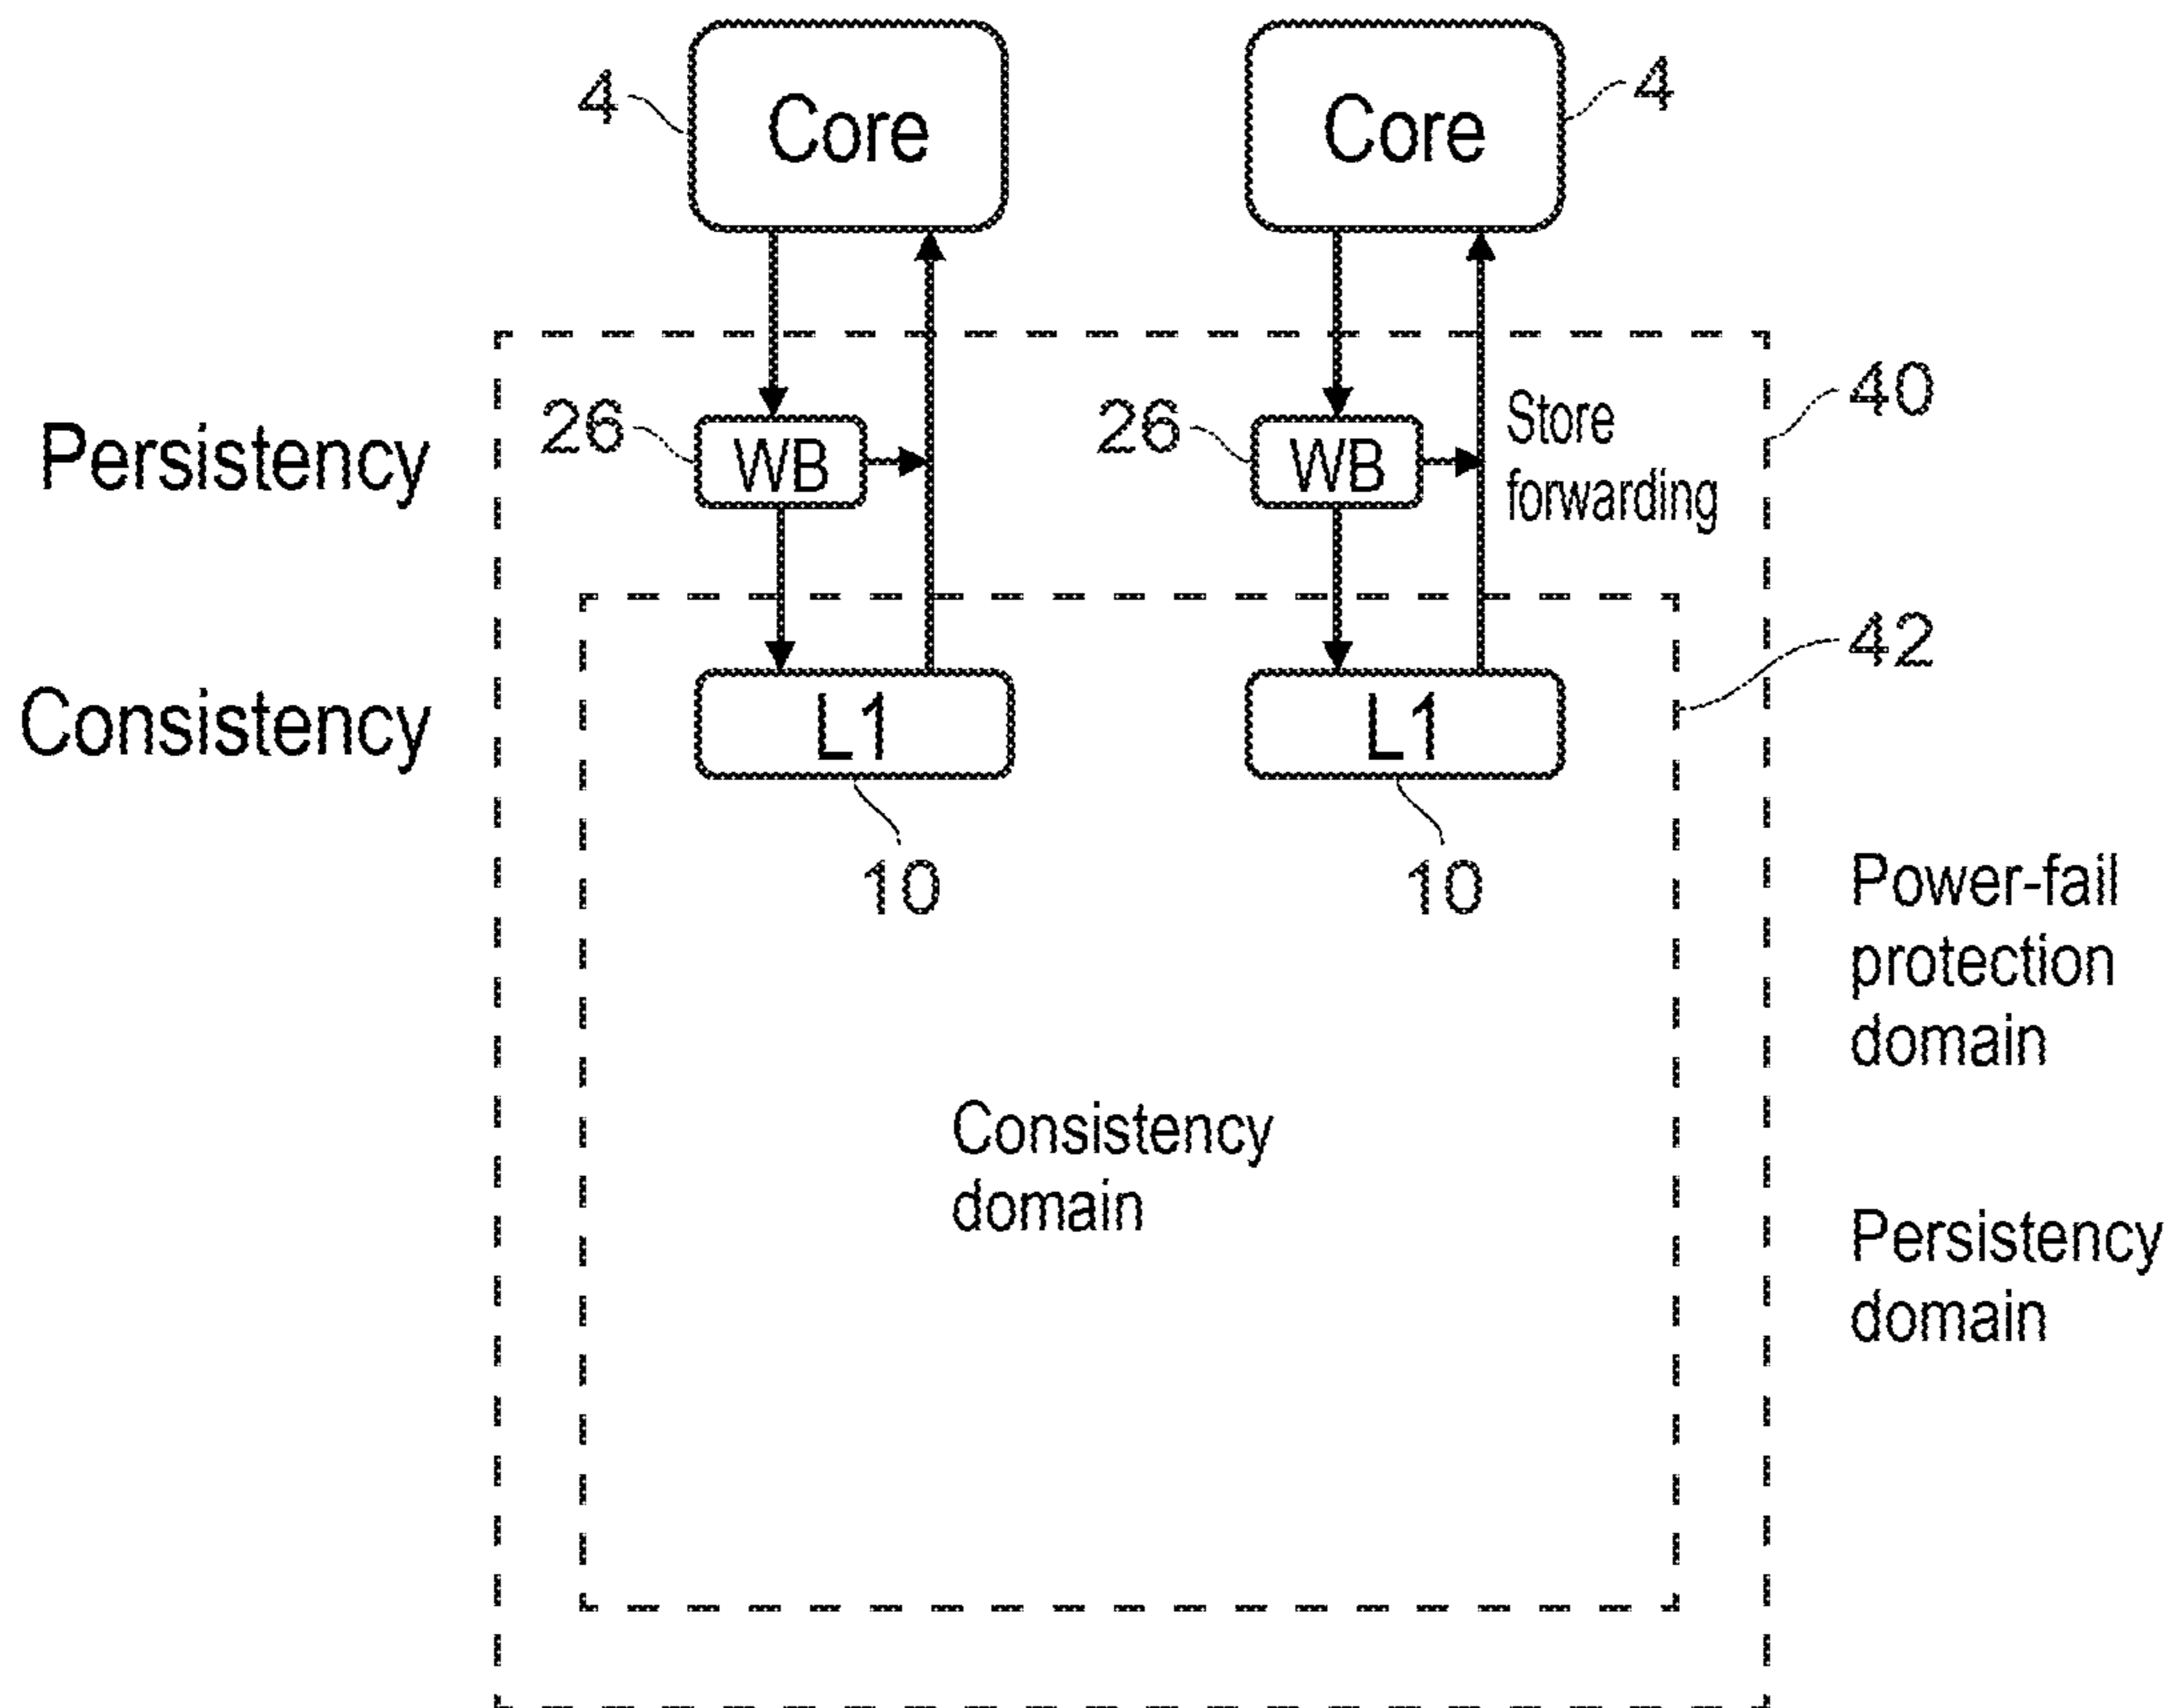 Core
Core
4
4
40
Persistency
26
WB
26
WB
Store
forwarding
42
Consistency
L1
L1
10
10
Power-fail
protection
domain
Consistency
domain
Persistency
domain